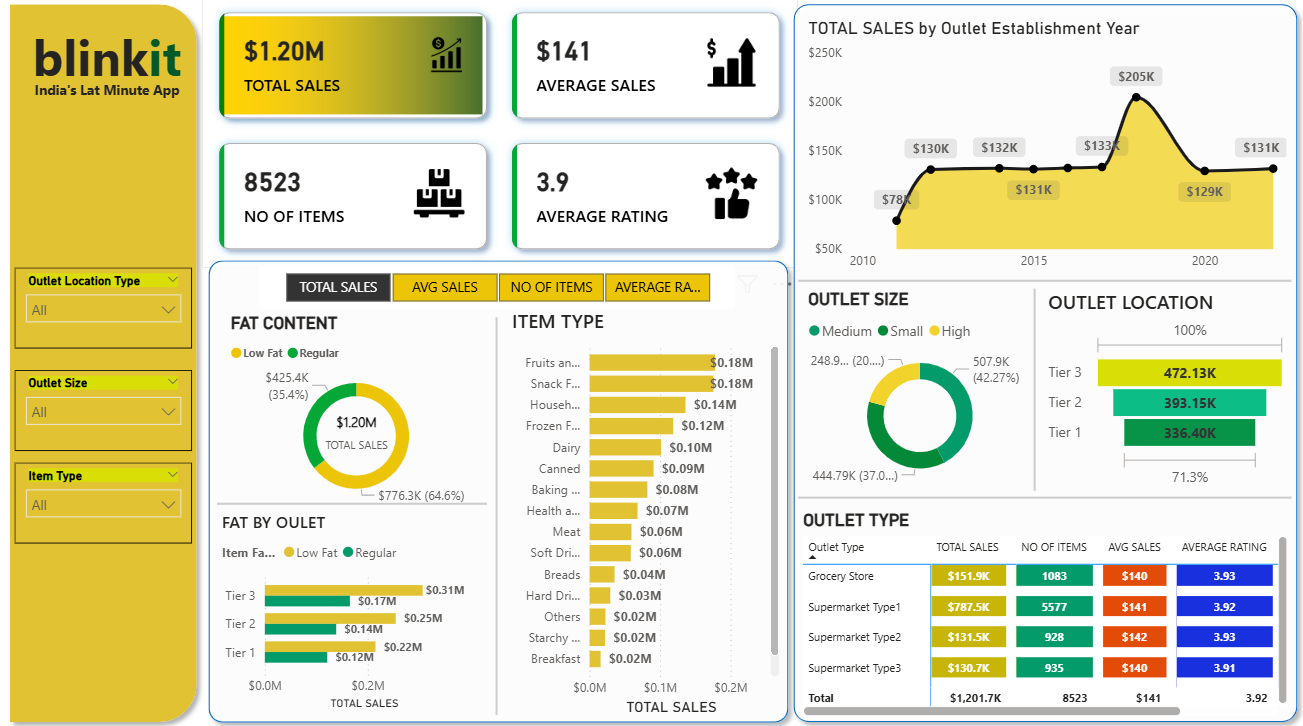 blinkit
India's Lat Minute App
Outlet Location Type
All
Outlet Size
All
Item Type
All
$1.20M
TOTAL SALES
$141
AVERAGE SALES
8523
NO OF ITEMS
3.9
AVERAGE RATING
TOTAL SALES AVG SALES NO OF ITEMS AVERAGE RA...
FAT CONTENT
Low Fat Regular
$425.4K
(35.4%)
$1.20M
TOTAL SALES
$776.3K (64.6%)
FAT BY OULET
Item Fa... Low Fat Regular
Tier 3 $0.31M
$0.17M
Tier 2 $0.25M
$0.14M
Tier 1 $0.22M
$0.12M
$0.0M $0.2M
TOTAL SALES
ITEM TYPE
Fruits an... $0.18M
Snack F... $0.18M
Househ... $0.14M
Frozen F... $0.12M
Dairy $0.10M
Canned $0.09M
Baking ... $0.08M
Health a... $0.07M
Meat $0.06M
Soft Dri... $0.06M
Breads $0.04M
Hard Dri... $0.03M
Others $0.02M
Starchy ... $0.02M
Breakfast $0.02M
$0.0M $0.1M $0.2M
TOTAL SALES
TOTAL SALES by Outlet Establishment Year
$250K
$200K
$150K
$100K
$50K
$78K $130K $132K $131K $133K $205K $129K $131K
2010 2015 2020
OUTLET SIZE
Medium Small High
248.9... (20....)
507.9K
(42.27%)
444.79K (37.0...)
OUTLET LOCATION
100%
Tier 3 472.13K
Tier 2 393.15K
Tier 1 336.40K
71.3%
OUTLET TYPE
Outlet Type TOTAL SALES NO OF ITEMS AVG SALES AVERAGE RATING
Grocery Store $151.9K 1083 $140 3.93
Supermarket Type1 $787.5K 5577 $141 3.92
Supermarket Type2 $131.5K 928 $142 3.93
Supermarket Type3 $130.7K 935 $140 3.91
Total $1,201.7K 8523 $141 3.92